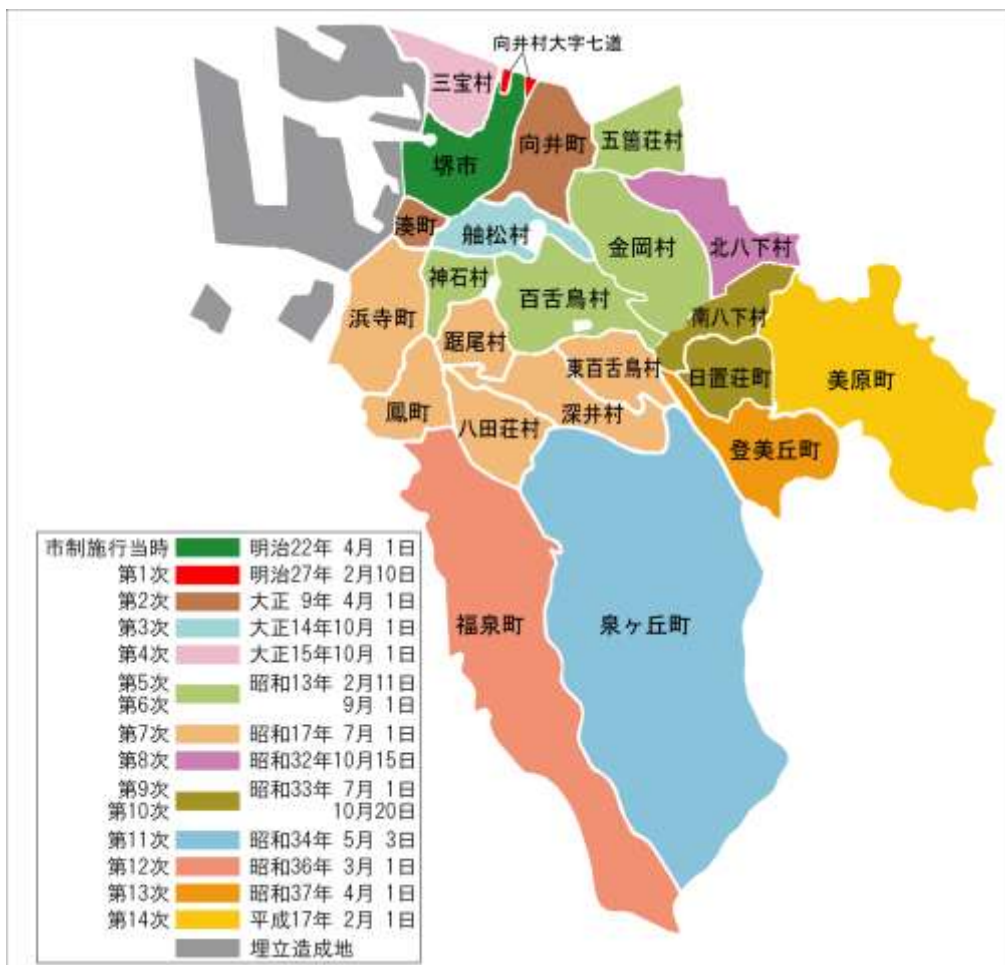 向井村大字七道
三宝村
堺市
向井町
五箇荘村
湊町
舳松村
金岡村
北八下村
神石村
百舌鳥村
浜寺町
踞尾村
東百舌鳥村
南八下村
日置荘町
美原町
鳳町
八田荘村
深井村
登美丘町
福泉町
泉ヶ丘町
市制施行当時 明治22年 4月 1日
第1次 明治27年 2月10日
第2次 大正 9年 4月 1日
第3次 大正14年10月 1日
第4次 大正15年10月 1日
第5次 昭和13年 2月11日
第6次 9月 1日
第7次 昭和17年 7月 1日
第8次 昭和32年10月15日
第9次 昭和33年 7月 1日
第10次 10月20日
第11次 昭和34年 5月 3日
第12次 昭和36年 3月 1日
第13次 昭和37年 4月 1日
第14次 平成17年 2月 1日
埋立造成地